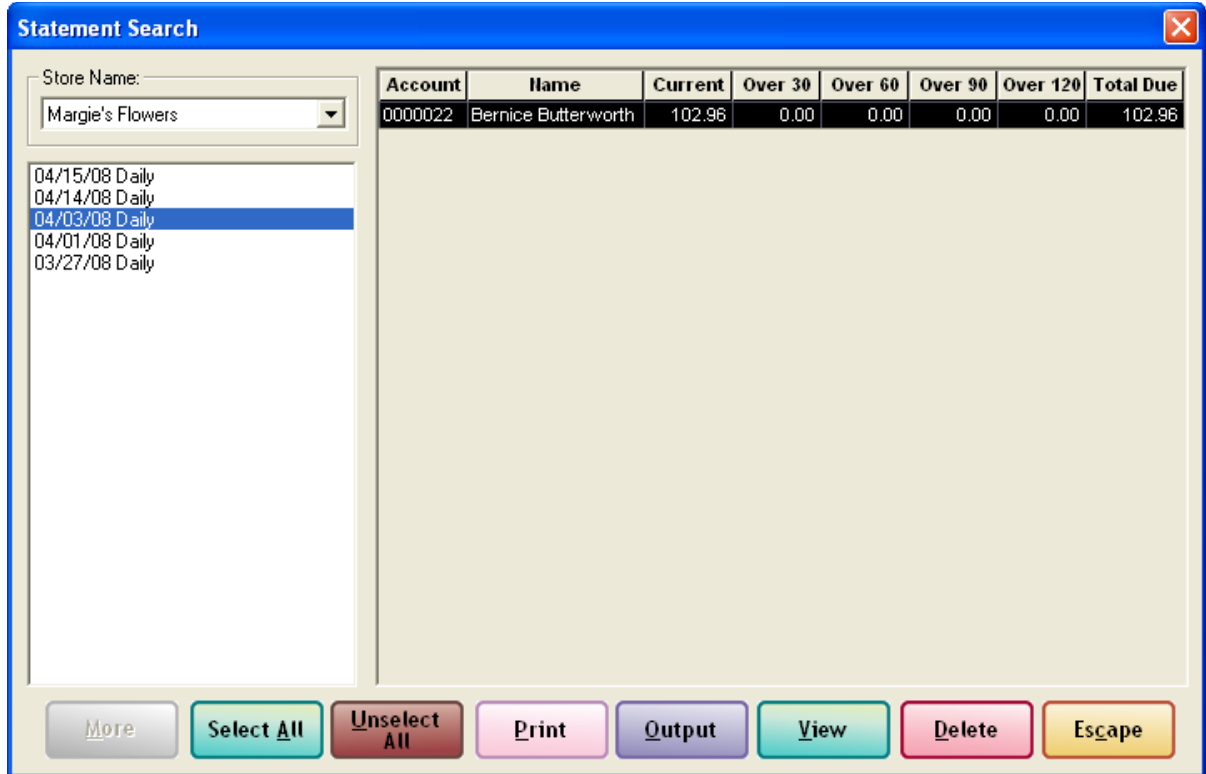 Statement Search
Store Name:
Margie's Flowers
04/15/08 Daily
04/14/08 Daily
04/03/08 Daily
04/01/08 Daily
03/27/08 Daily
Account Name Current Over 30 Over 60 Over 90 Over 120 Total Due
0000022 Bernice Butterworth 102.96 0.00 0.00 0.00 0.00 102.96
More Select All Unselect All Print Output View Delete Escape